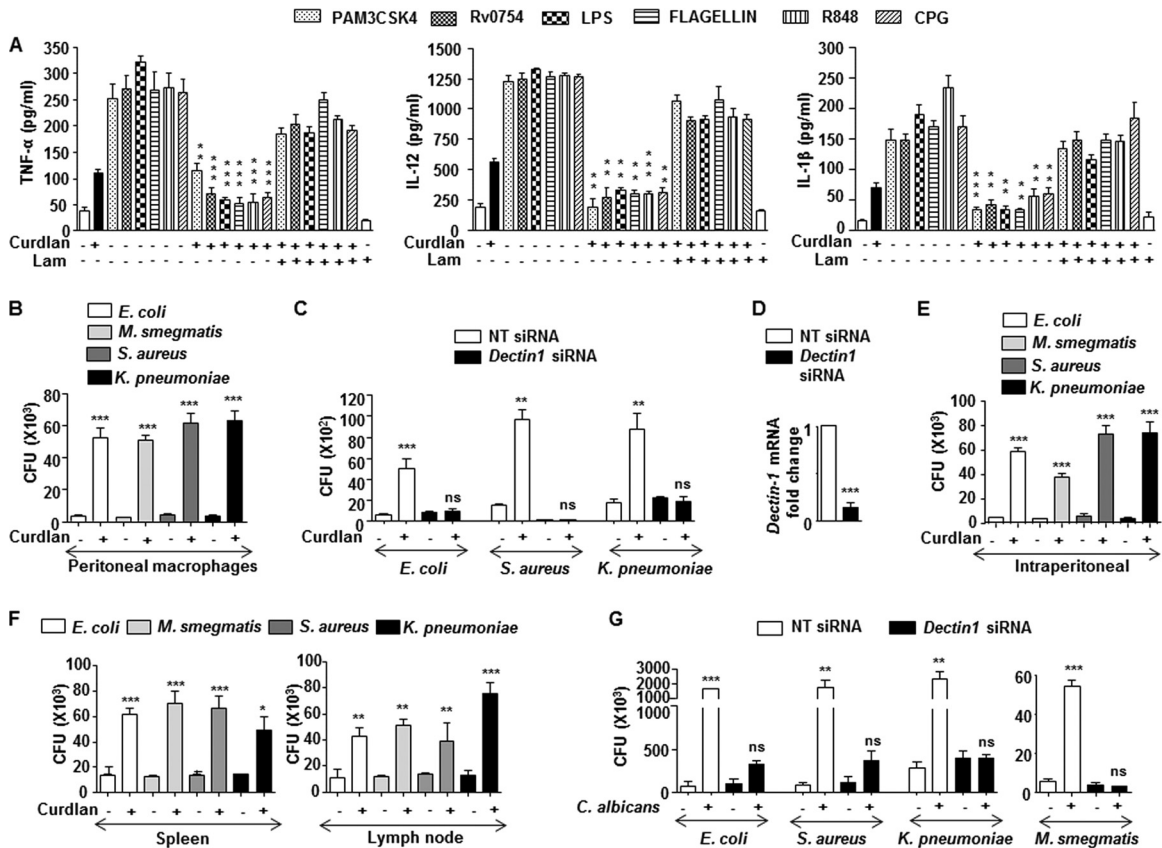 PAM3CSK4 Rv0754 LPS FLAGELLIN R848 CPG
A
TNF-α (pg/ml)
350
300
250
200
150
100
50
0
** *** *** *** *** ***
Curdlan - + - - - - - - + + + + + + + + + + + + -
Lam - - - - - - - - - - - - - - + + + + + + +
IL-12 (pg/ml)
1500
1250
1000
750
500
250
0
** ** ** *** *** **
IL-1β (pg/ml)
350
300
250
200
150
100
50
0
*** ** ** ** ** **
Curdlan
Lam
B
E. coli
M. smegmatis
S. aureus
K. pneumoniae
CFU (X10³)
80
60
40
20
0
*** *** *** ***
Curdlan - + - + - + - +
Peritoneal macrophages
C
NT siRNA
Dectin1 siRNA
CFU (X10²)
120
100
80
60
40
20
0
*** ns ** ns ** ns
Curdlan - + - + - + - + - + - +
E. coli S. aureus K. pneumoniae
D
NT siRNA
Dectin1 siRNA
Dectin-1 mRNA
fold change
1
0
***
E
E. coli
M. smegmatis
S. aureus
K. pneumoniae
CFU (X10³)
100
80
60
40
20
0
*** *** *** ***
Curdlan - + - + - + - +
Intraperitoneal
F
E. coli M. smegmatis S. aureus K. pneumoniae
CFU (X10³)
100
80
60
40
20
0
*** *** *** *
Curdlan - + - + - + - +
Spleen
CFU (X10³)
100
80
60
40
20
0
** ** ** ***
- + - + - + - +
Lymph node
G
NT siRNA Dectin1 siRNA
CFU (X10³)
3000
2000
1000
500
0
*** ns ** ns ** ns
C. albicans - + - + - + - + - + - +
E. coli S. aureus K. pneumoniae
60
40
20
0
*** ns
- + - +
M. smegmatis